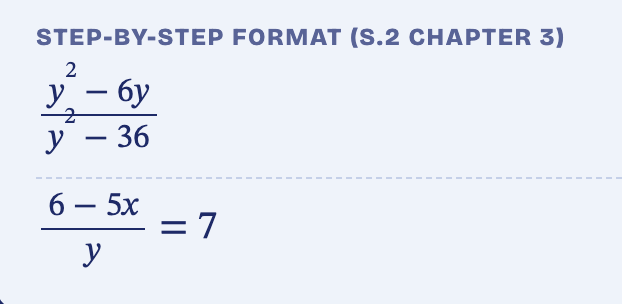 STEP-BY-STEP FORMAT (S.2 CHAPTER 3)
y² − 6y
y² − 36
6 − 5x
= 7
y